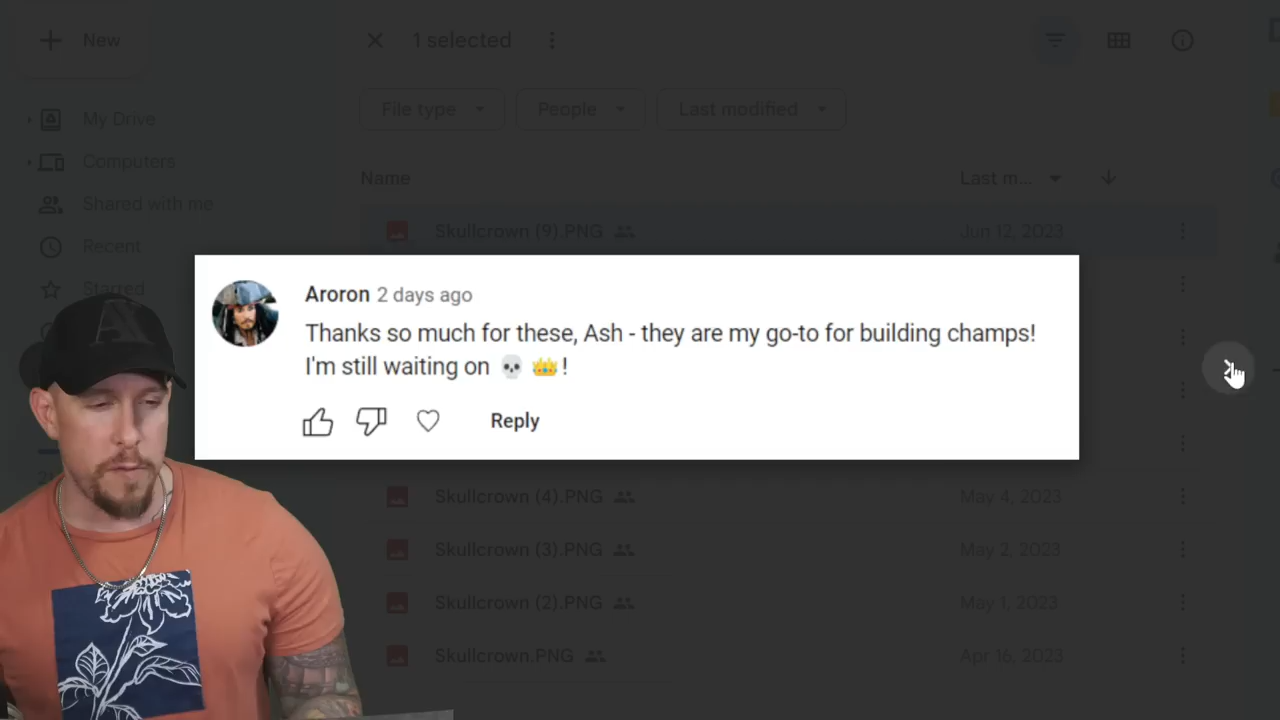 New
1 selected
My Drive
File type
People
Last modified
Computers
Name
Last m...
Shared with me
Skullcrown (9).PNG
Jun 12, 2023
Recent
Starred
Aroron 2 days ago
Thanks so much for these, Ash - they are my go-to for building champs!
I'm still waiting on 💀 👑 !
Reply
Skullcrown (4).PNG
May 4, 2023
Skullcrown (3).PNG
May 2, 2023
Skullcrown (2).PNG
May 1, 2023
Skullcrown.PNG
Apr 16, 2023